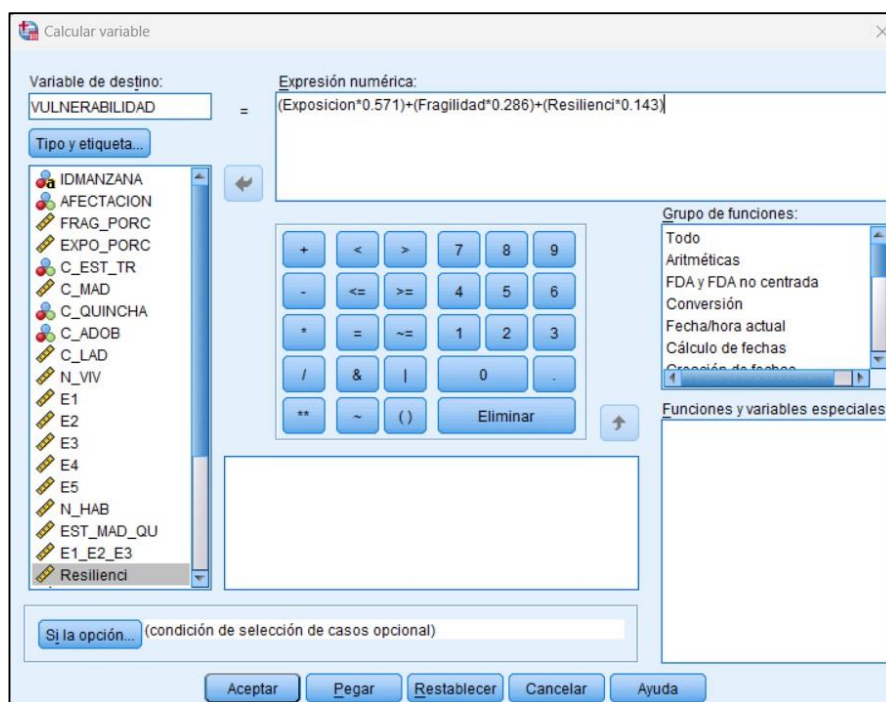 Calcular variable
Variable de destino:
VULNERABILIDAD
=
Expresión numérica:
(Exposicion*0.571)+(Fragilidad*0.286)+(Resilienci*0.143)
Tipo y etiqueta...
IDMANZANA
AFECTACION
FRAG_PORC
EXPO_PORC
C_EST_TR
C_MAD
C_QUINCHA
C_ADOB
C_LAD
N_VIV
E1
E2
E3
E4
E5
N_HAB
EST_MAD_QU
E1_E2_E3
Resilienci
+ < > 7 8 9
- <= >= 4 5 6
* = ~= 1 2 3
/ & | 0 .
** ~ ( ) Eliminar
Grupo de funciones:
Todo
Aritméticas
FDA y FDA no centrada
Conversión
Fecha/hora actual
Cálculo de fechas
Creación de fechas
Funciones y variables especiales
Si la opción... (condición de selección de casos opcional)
Aceptar Pegar Restablecer Cancelar Ayuda